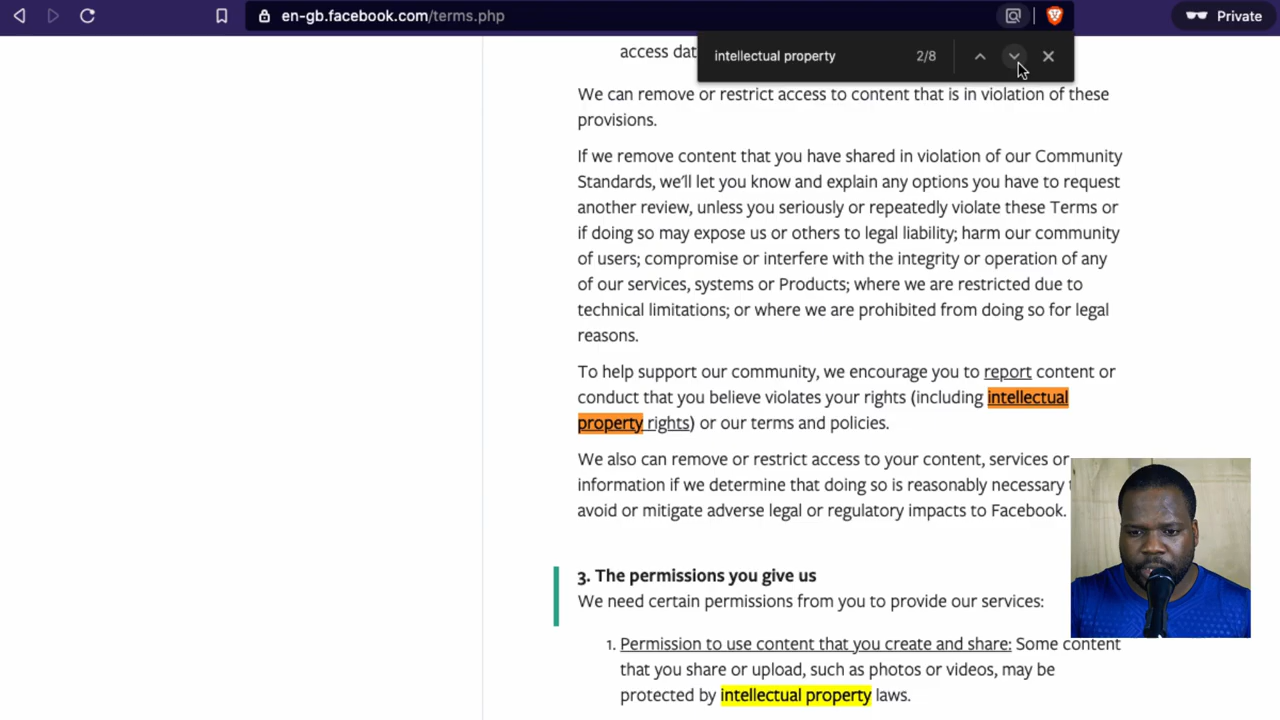 en-gb.facebook.com/terms.php
Private
intellectual property 2/8
access dat
We can remove or restrict access to content that is in violation of these
provisions.
If we remove content that you have shared in violation of our Community
Standards, we'll let you know and explain any options you have to request
another review, unless you seriously or repeatedly violate these Terms or
if doing so may expose us or others to legal liability; harm our community
of users; compromise or interfere with the integrity or operation of any
of our services, systems or Products; where we are restricted due to
technical limitations; or where we are prohibited from doing so for legal
reasons.
To help support our community, we encourage you to report content or
conduct that you believe violates your rights (including intellectual
property rights) or our terms and policies.
We also can remove or restrict access to your content, services or
information if we determine that doing so is reasonably necessary
avoid or mitigate adverse legal or regulatory impacts to Facebook.
3. The permissions you give us
We need certain permissions from you to provide our services:
1. Permission to use content that you create and share: Some content
that you share or upload, such as photos or videos, may be
protected by intellectual property laws.